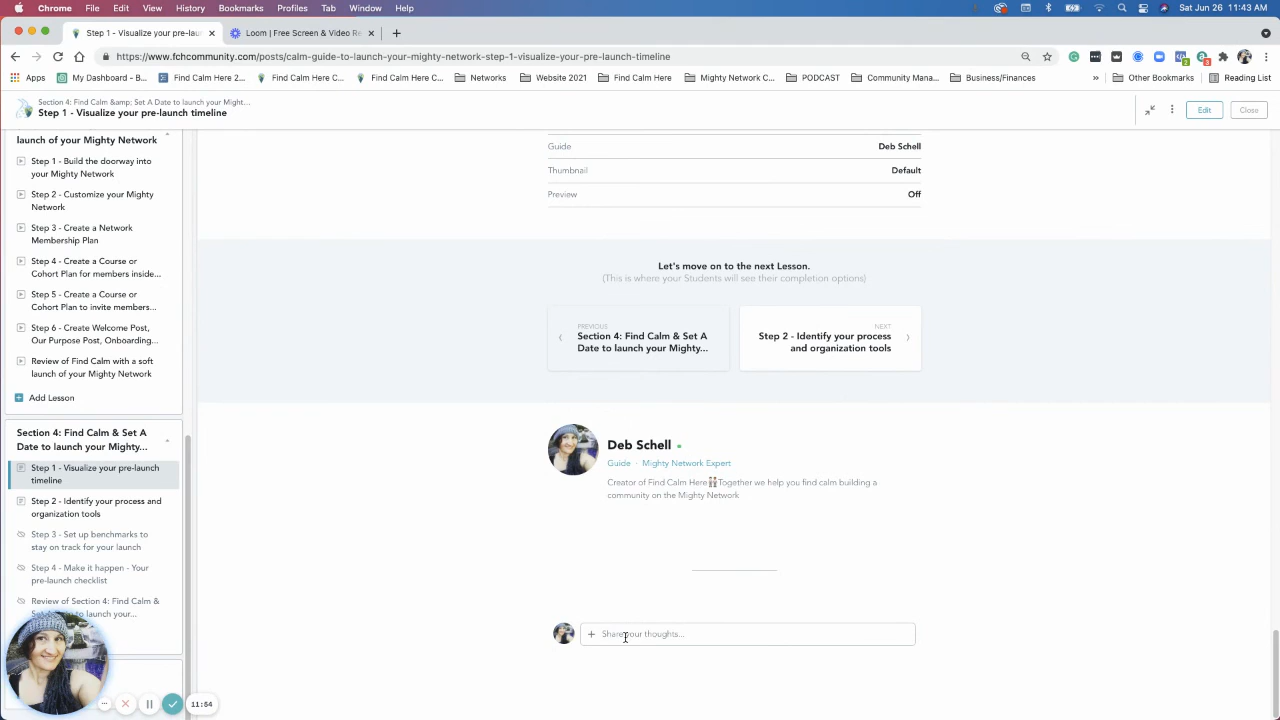 Chrome File Edit View History Bookmarks Profiles Tab Window Help Sat Jun 26 11:43 AM
Step 1 - Visualize your pre-lau
Loom | Free Screen & Video Re
https://www.fchcommunity.com/posts/calm-guide-to-launch-your-mighty-network-step-1-visualize-your-pre-launch-timeline
Apps My Dashboard - B... Find Calm Here 2... Find Calm Here C... Find Calm Here C... Networks Website 2021 Find Calm Here Mighty Network C... PODCAST Community Mana... Business/Finances » Other Bookmarks Reading List
Section 4: Find Calm &amp; Set A Date to launch your Might...
Step 1 - Visualize your pre-launch timeline
Edit
Close
launch of your Mighty Network
Step 1 - Build the doorway into
your Mighty Network
Step 2 - Customize your Mighty
Network
Step 3 - Create a Network
Membership Plan
Step 4 - Create a Course or
Cohort Plan for members inside...
Step 5 - Create a Course or
Cohort Plan to invite members...
Step 6 - Create Welcome Post,
Our Purpose Post, Onboarding...
Review of Find Calm with a soft
launch of your Mighty Network
Add Lesson
Section 4: Find Calm & Set A
Date to launch your Mighty...
Step 1 - Visualize your pre-launch
timeline
Step 2 - Identify your process and
organization tools
Step 3 - Set up benchmarks to
stay on track for your launch
Step 4 - Make it happen - Your
pre-launch checklist
Review of Section 4: Find Calm &
to launch your...
11:54
Guide Deb Schell
Thumbnail Default
Preview Off
Let's move on to the next Lesson.
(This is where your Students will see their completion options)
PREVIOUS
Section 4: Find Calm & Set A
Date to launch your Mighty...
NEXT
Step 2 - Identify your process
and organization tools
Deb Schell
Guide · Mighty Network Expert
Creator of Find Calm Here Together we help you find calm building a
community on the Mighty Network
Share your thoughts...